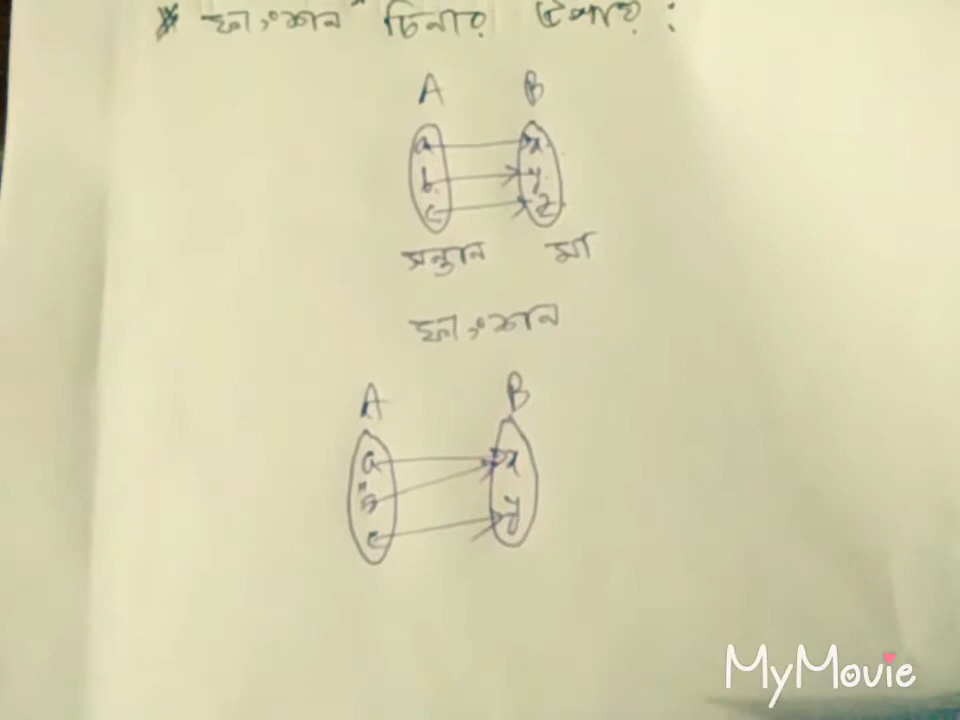 * ফাংশন চিনার উপায় :
A B
a x
b y
c z
সন্তান মা
ফাংশন
A B
a x
b
c y
MyMovie